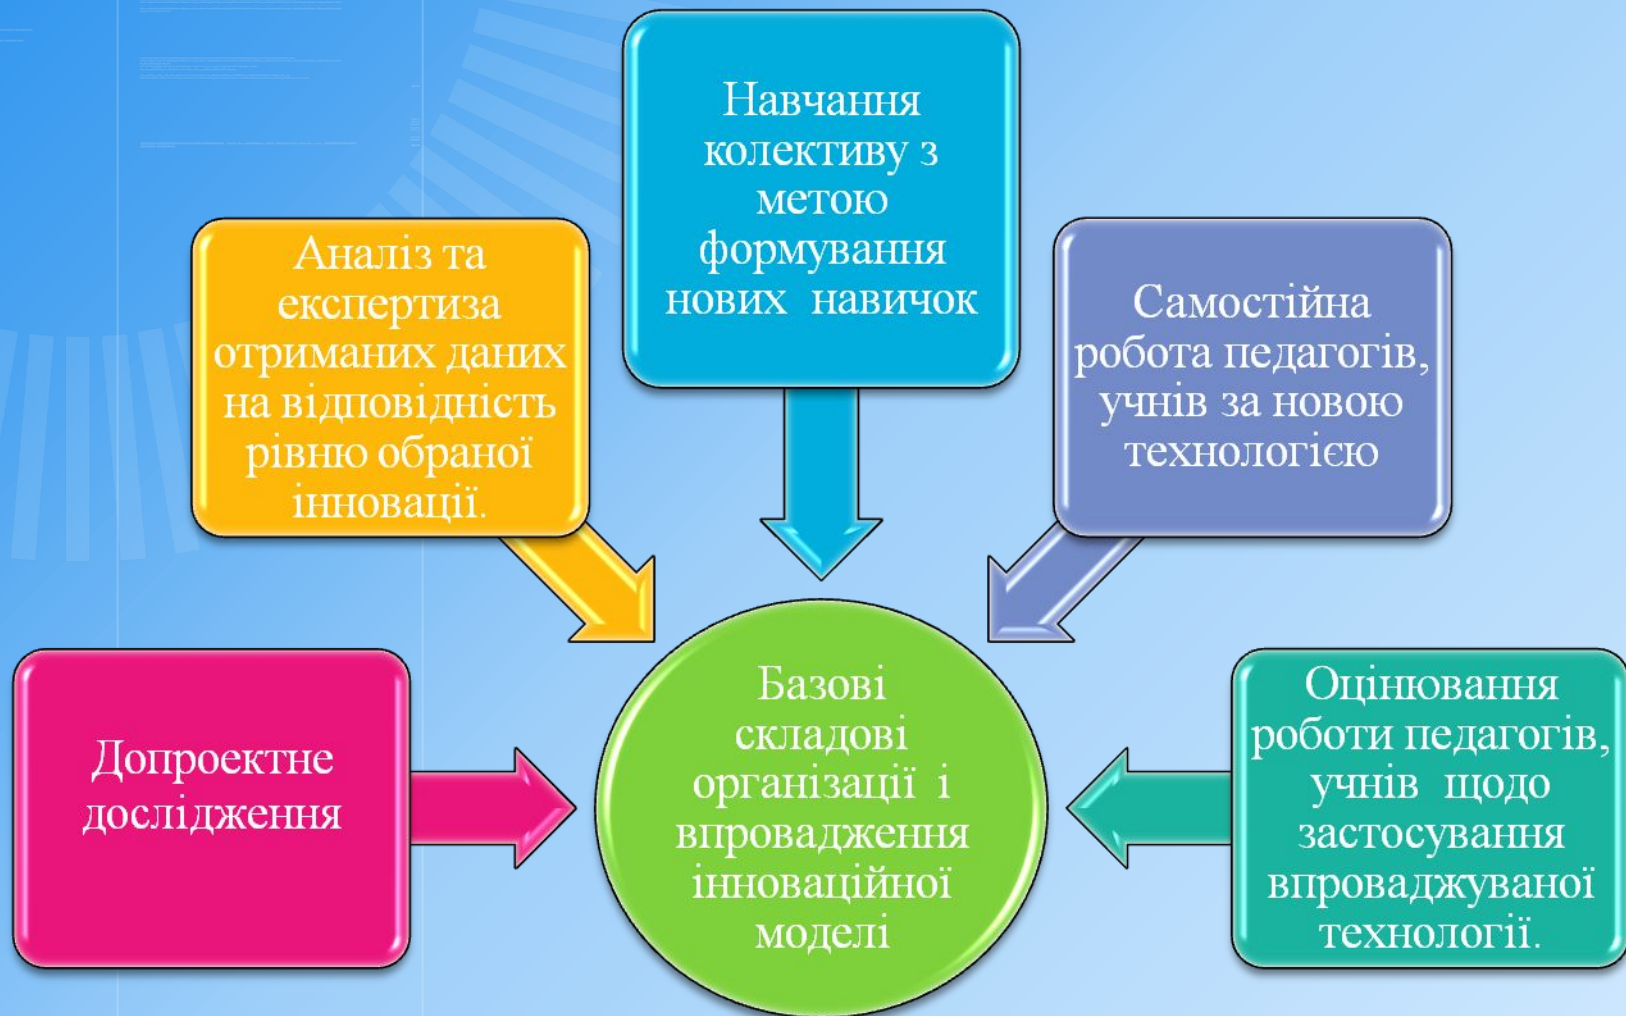 Навчання
колективу з
метою
формування
нових навичок
Аналіз та
експертиза
отриманих даних
на відповідність
рівню обраної
інновації.
Самостійна
робота педагогів,
учнів за новою
технологією
Допроектне
дослідження
Базові
складові
організації і
впровадження
інноваційної
моделі
Оцінювання
роботи педагогів,
учнів щодо
застосування
впроваджуваної
технології.